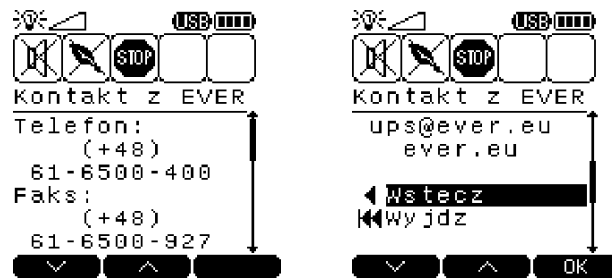 USB
STOP
Kontakt z EVER
Telefon:
(+48)
61-6500-400
Faks:
(+48)
61-6500-927
USB
STOP
Kontakt z EVER
ups@ever.eu
ever.eu
Wstecz
Wyjdz
OK